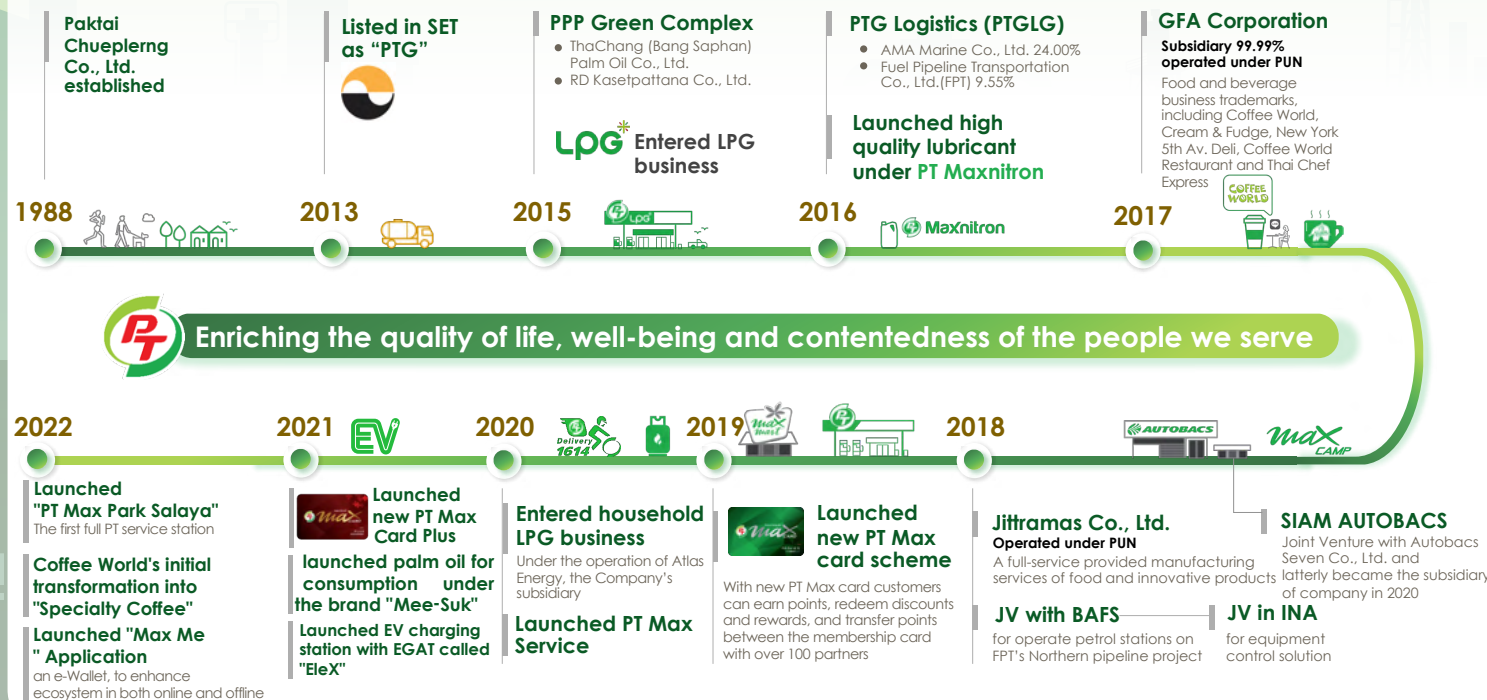 Paktai
Chueplerng
Co., Ltd.
established
Listed in SET
as “PTG”
PPP Green Complex
● ThaChang (Bang Saphan)
Palm Oil Co., Ltd.
● RD Kasetpattana Co., Ltd.
LPG Entered LPG
business
PTG Logistics (PTGLG)
● AMA Marine Co., Ltd. 24.00%
● Fuel Pipeline Transportation
Co., Ltd.(FPT) 9.55%
Launched high
quality lubricant
under PT Maxnitron
GFA Corporation
Subsidiary 99.99%
operated under PUN
Food and beverage
business trademarks,
including Coffee World,
Cream & Fudge, New York
5th Av. Deli, Coffee World
Restaurant and Thai Chef
Express
COFFEE
WORLD
1988
2013
2015
LPG
2016
Maxnitron
2017
PT
Enriching the quality of life, well-being and contentedness of the people we serve
2022
2021
EV
2020
Delivery
1614
2019
max
mart
2018
AUTOBACS
max
CAMP
Launched
"PT Max Park Salaya"
The first full PT service station
Coffee World's initial
transformation into
"Specialty Coffee"
Launched "Max Me
" Application
an e-Wallet, to enhance
ecosystem in both online and offline
max
Launched
new PT Max
Card Plus
launched palm oil for
consumption under
the brand "Mee-Suk"
Launched EV charging
station with EGAT called
"EleX"
Entered household
LPG business
Under the operation of Atlas
Energy, the Company’s
subsidiary
Launched PT Max
Service
max
Launched
new PT Max
card scheme
With new PT Max card customers
can earn points, redeem discounts
and rewards, and transfer points
between the membership card
with over 100 partners
Jittramas Co., Ltd.
Operated under PUN
A full-service provided manufacturing
services of food and innovative products
JV with BAFS
for operate petrol stations on
FPT’s Northern pipeline project
SIAM AUTOBACS
Joint Venture with Autobacs
Seven Co., Ltd. and
latterly became the subsidiary
of company in 2020
JV in INA
for equipment
control solution